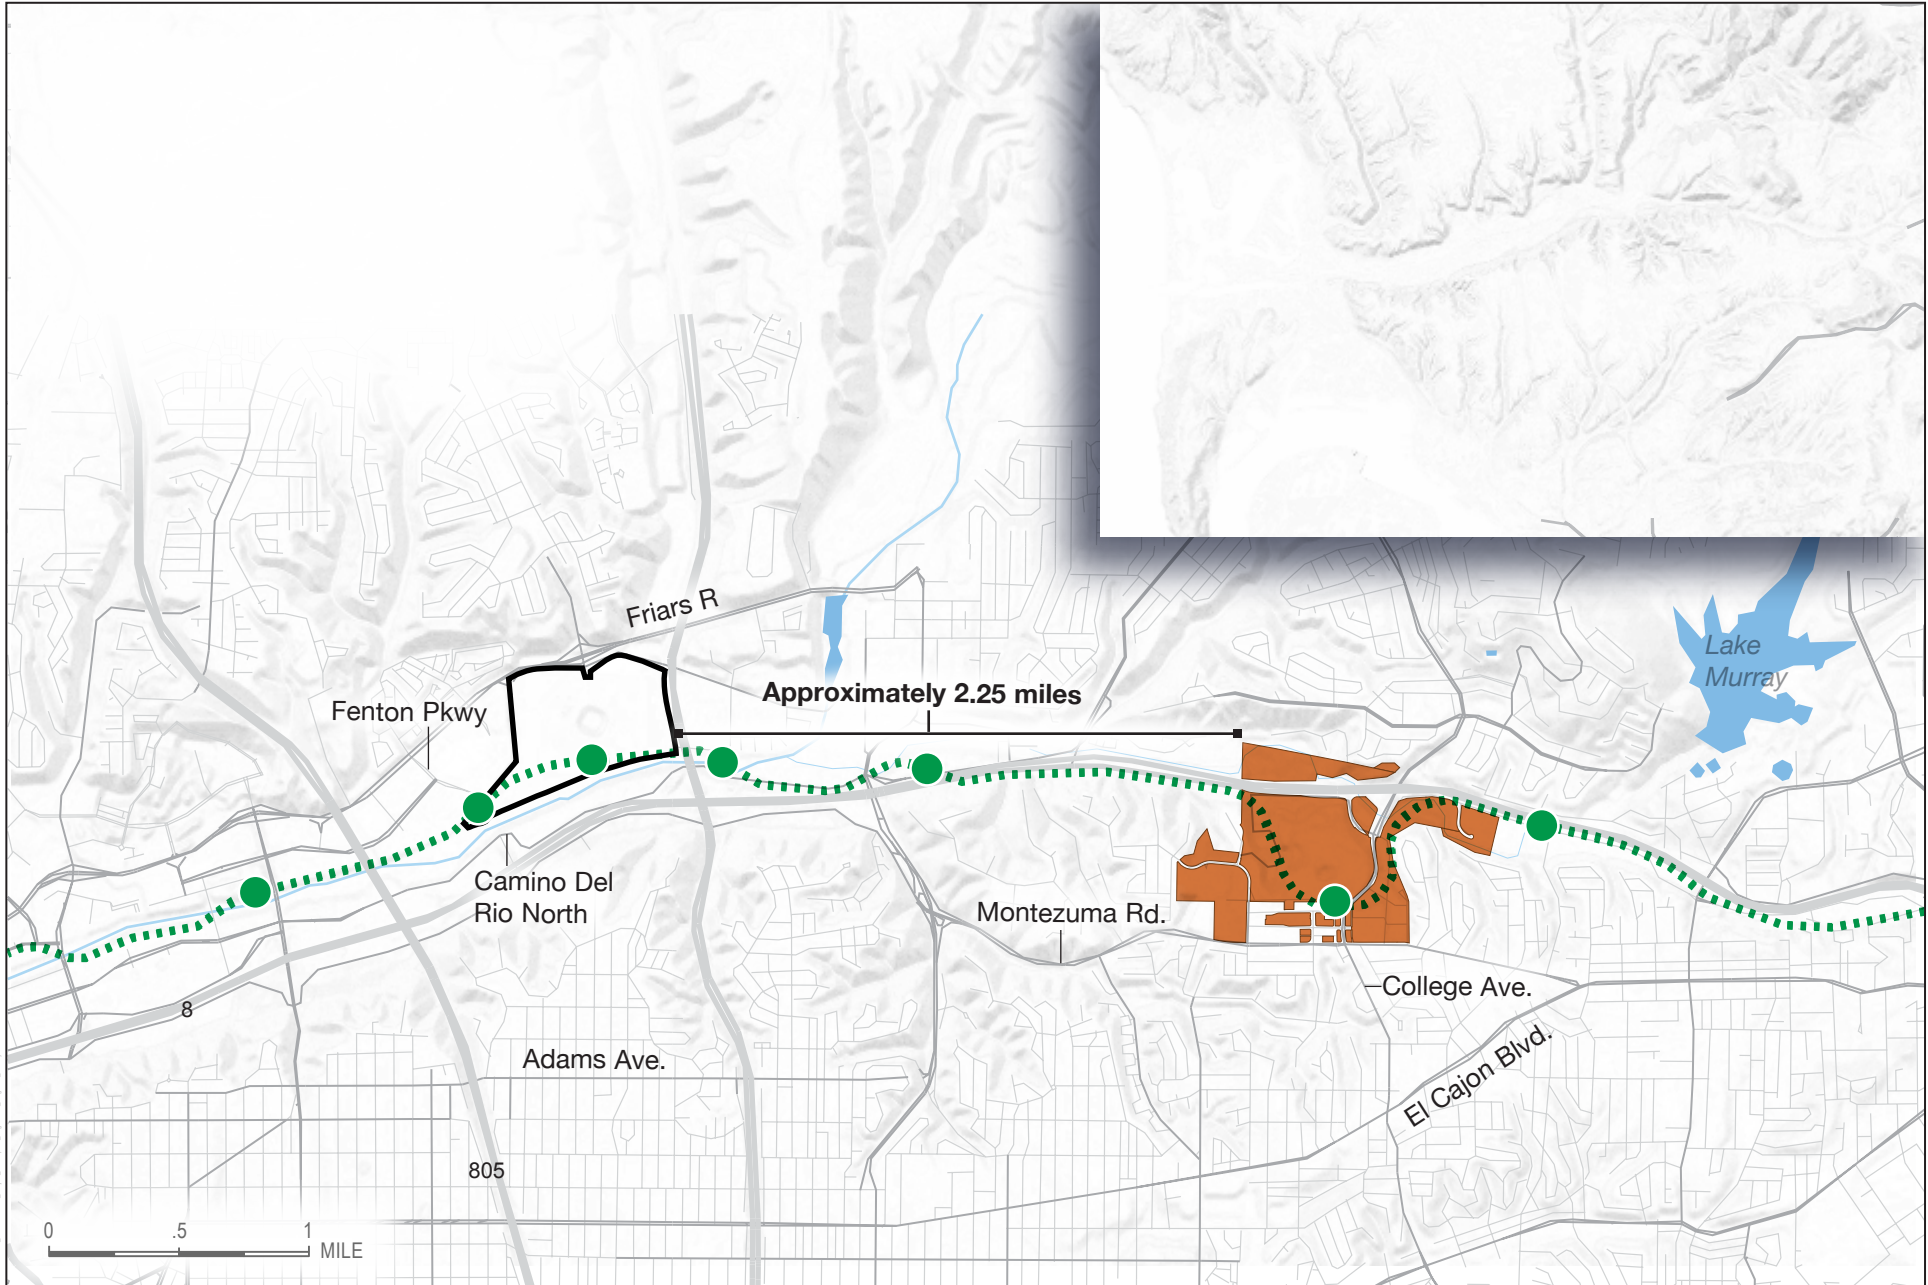 Friars R
Lake
Murray
Approximately 2.25 miles
Fenton Pkwy
Camino Del
Rio North
Montezuma Rd.
College Ave.
8
Adams Ave.
El Cajon Blvd.
805
0 .5 1
MILE